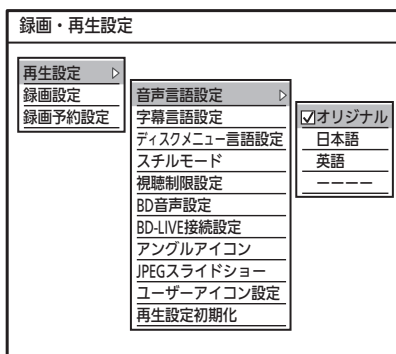 録画・再生設定
再生設定
録画設定
録画予約設定
音声言語設定
字幕言語設定
ディスクメニュー言語設定
スチルモード
視聴制限設定
BD音声設定
BD-LIVE接続設定
アングルアイコン
JPEGスライドショー
ユーザーアイコン設定
再生設定初期化
オリジナル
日本語
英語
ーーーー